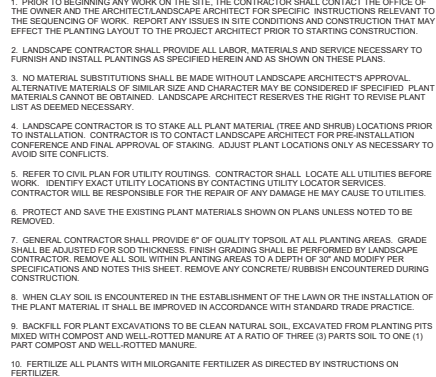 1. PRIOR TO BEGINNING ANY WORK ON THE SITE, THE CONTRACTOR SHALL CONTACT THE OFFICE OF
THE OWNER AND THE ARCHITECT/LANDSCAPE ARCHITECT FOR SPECIFIC INSTRUCTIONS RELEVANT TO
THE SEQUENCING OF WORK. REPORT ANY ISSUES IN SITE CONDITIONS AND CONSTRUCTION THAT MAY
EFFECT THE PLANTING LAYOUT TO THE PROJECT ARCHITECT PRIOR TO STARTING CONSTRUCTION.
2. LANDSCAPE CONTRACTOR SHALL PROVIDE ALL LABOR, MATERIALS AND SERVICE NECESSARY TO
FURNISH AND INSTALL PLANTINGS AS SPECIFIED HEREIN AND AS SHOWN ON THESE PLANS.
3. NO MATERIAL SUBSTITUTIONS SHALL BE MADE WITHOUT LANDSCAPE ARCHITECT'S APPROVAL.
ALTERNATIVE MATERIALS OF SIMILAR SIZE AND CHARACTER MAY BE CONSIDERED IF SPECIFIED PLANT
MATERIALS CANNOT BE OBTAINED. LANDSCAPE ARCHITECT RESERVES THE RIGHT TO REVISE PLANT
LIST AS DEEMED NECESSARY.
4. LANDSCAPE CONTRACTOR IS TO STAKE ALL PLANT MATERIAL (TREE AND SHRUB) LOCATIONS PRIOR
TO INSTALLATION. CONTRACTOR IS TO CONTACT LANDSCAPE ARCHITECT FOR PRE-INSTALLATION
CONFERENCE AND FINAL APPROVAL OF STAKING. ADJUST PLANT LOCATIONS ONLY AS NECESSARY TO
AVOID SITE CONFLICTS.
5. REFER TO CIVIL PLAN FOR UTILITY ROUTINGS. CONTRACTOR SHALL LOCATE ALL UTILITIES BEFORE
WORK. IDENTIFY EXACT UTILITY LOCATIONS BY CONTACTING UTILITY LOCATOR SERVICES.
CONTRACTOR WILL BE RESPONSIBLE FOR THE REPAIR OF ANY DAMAGE HE MAY CAUSE TO UTILITIES.
6. PROTECT AND SAVE THE EXISTING PLANT MATERIALS SHOWN ON PLANS UNLESS NOTED TO BE
REMOVED.
7. GENERAL CONTRACTOR SHALL PROVIDE 6" OF QUALITY TOPSOIL AT ALL PLANTING AREAS. GRADE
SHALL BE ADJUSTED FOR SOD THICKNESS. FINISH GRADING SHALL BE PERFORMED BY LANDSCAPE
CONTRACTOR. REMOVE ALL SOIL WITHIN PLANTING AREAS TO A DEPTH OF 30" AND MODIFY PER
SPECIFICATIONS AND NOTES THIS SHEET. REMOVE ANY CONCRETE/ RUBBISH ENCOUNTERED DURING
CONSTRUCTION.
8. WHEN CLAY SOIL IS ENCOUNTERED IN THE ESTABLISHMENT OF THE LAWN OR THE INSTALLATION OF
THE PLANT MATERIAL IT SHALL BE IMPROVED IN ACCORDANCE WITH STANDARD TRADE PRACTICE.
9. BACKFILL FOR PLANT EXCAVATIONS TO BE CLEAN NATURAL SOIL, EXCAVATED FROM PLANTING PITS
MIXED WITH COMPOST AND WELL-ROTTED MANURE AT A RATIO OF THREE (3) PARTS SOIL TO ONE (1)
PART COMPOST AND WELL-ROTTED MANURE.
10. FERTILIZE ALL PLANTS WITH MILORGANITE FERTILIZER AS DIRECTED BY INSTRUCTIONS ON
FERTILIZER.